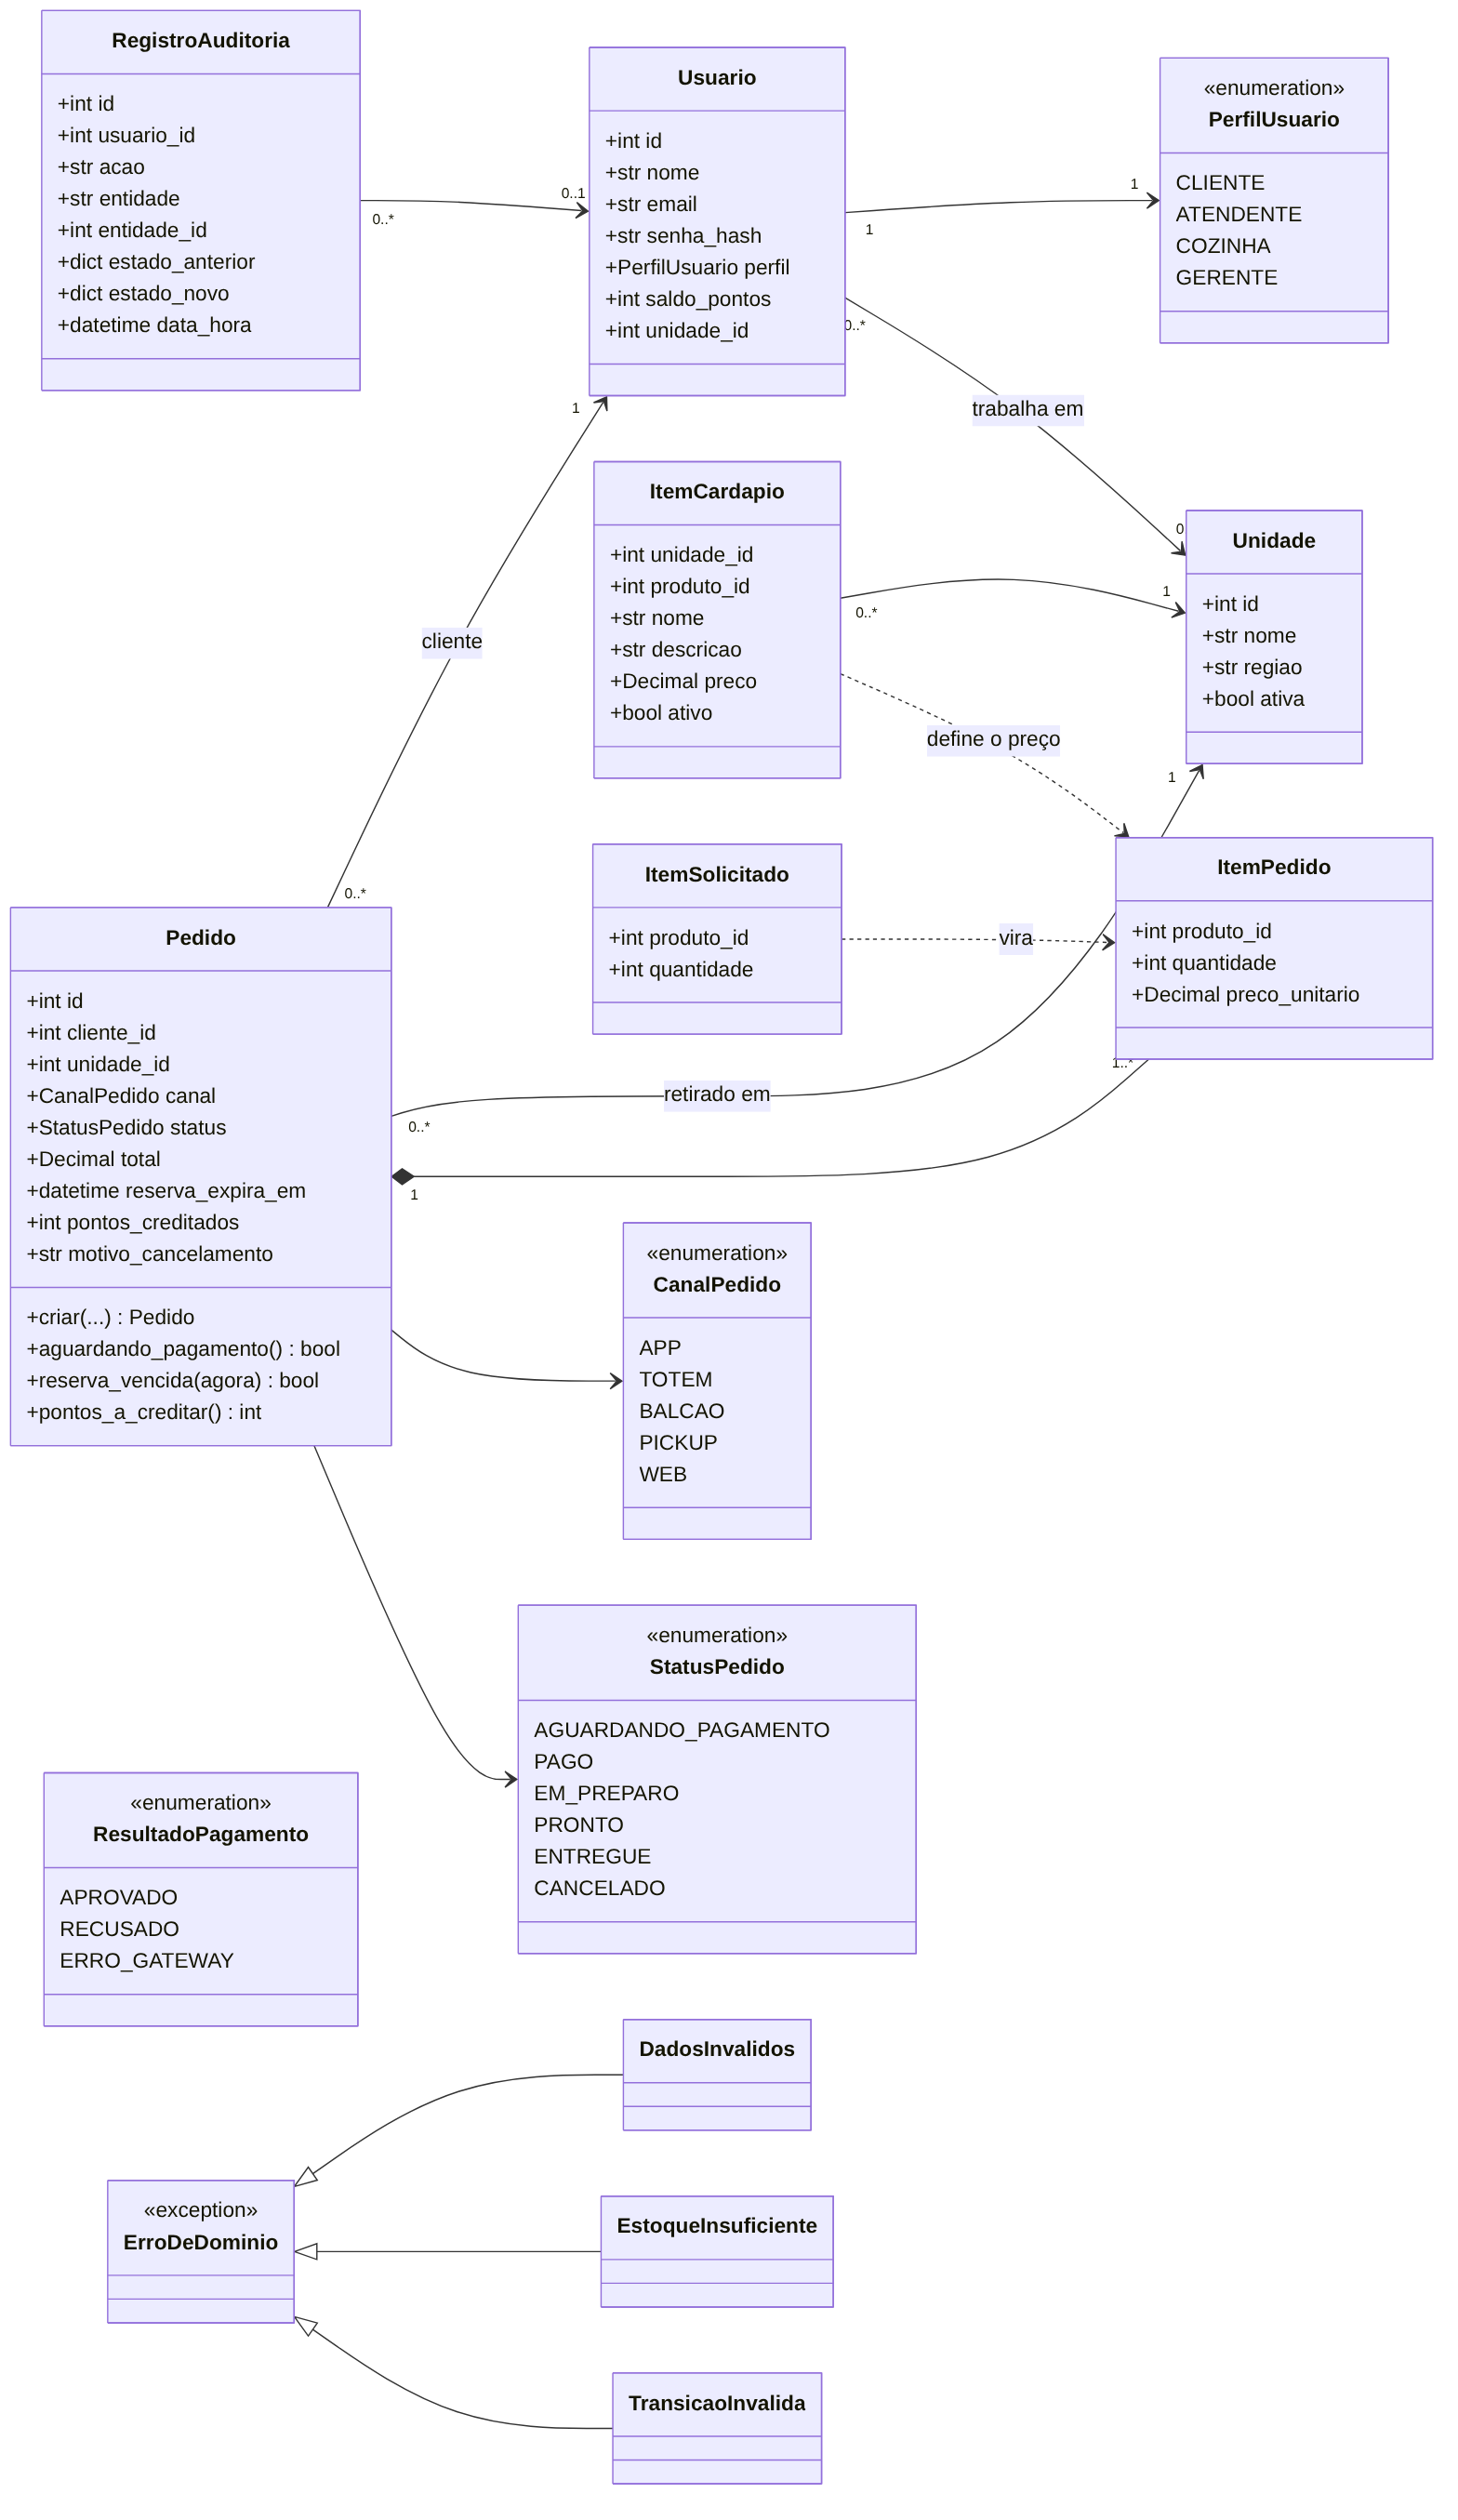 RegistroAuditoria
+int id
+int usuario_id
+str acao
+str entidade
+int entidade_id
+dict estado_anterior
+dict estado_novo
+datetime data_hora
0..*
0..1
Usuario
+int id
+str nome
+str email
+str senha_hash
+PerfilUsuario perfil
+int saldo_pontos
+int unidade_id
1
1
«enumeration»
PerfilUsuario
CLIENTE
ATENDENTE
COZINHA
GERENTE
0..*
trabalha em
0
1
cliente
0..*
ItemCardapio
+int unidade_id
+int produto_id
+str nome
+str descricao
+Decimal preco
+bool ativo
0..*
1
Unidade
+int id
+str nome
+str regiao
+bool ativa
define o preço
1
ItemSolicitado
+int produto_id
+int quantidade
vira
ItemPedido
+int produto_id
+int quantidade
+Decimal preco_unitario
1..*
Pedido
+int id
+int cliente_id
+int unidade_id
+CanalPedido canal
+StatusPedido status
+Decimal total
+datetime reserva_expira_em
+int pontos_creditados
+str motivo_cancelamento
+criar(...) : Pedido
+aguardando_pagamento() : bool
+reserva_vencida(agora) : bool
+pontos_a_creditar() : int
0..*
retirado em
1
«enumeration»
CanalPedido
APP
TOTEM
BALCAO
PICKUP
WEB
«enumeration»
StatusPedido
AGUARDANDO_PAGAMENTO
PAGO
EM_PREPARO
PRONTO
ENTREGUE
CANCELADO
«enumeration»
ResultadoPagamento
APROVADO
RECUSADO
ERRO_GATEWAY
DadosInvalidos
«exception»
ErroDeDominio
EstoqueInsuficiente
TransicaoInvalida